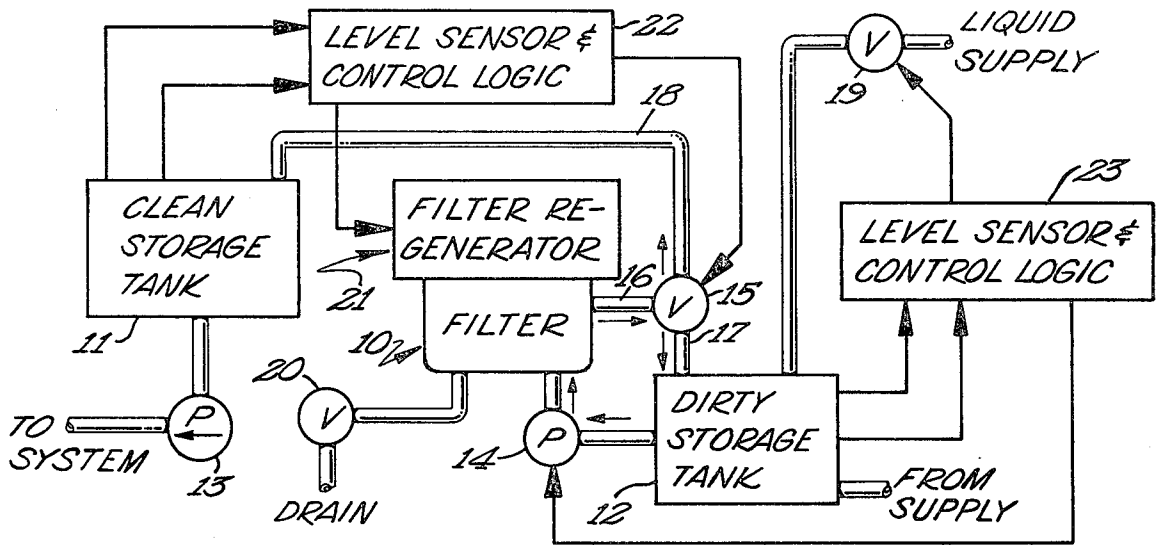 LEVEL SENSOR &
CONTROL LOGIC
22
V
19
LIQUID
SUPPLY
18
CLEAN
STORAGE
TANK
11
FILTER RE-
GENERATOR
21
23
LEVEL SENSOR &
CONTROL LOGIC
16
V
15
17
FILTER
10
20
V
DRAIN
P
13
TO
SYSTEM
P
14
DIRTY
STORAGE
TANK
12
FROM
SUPPLY